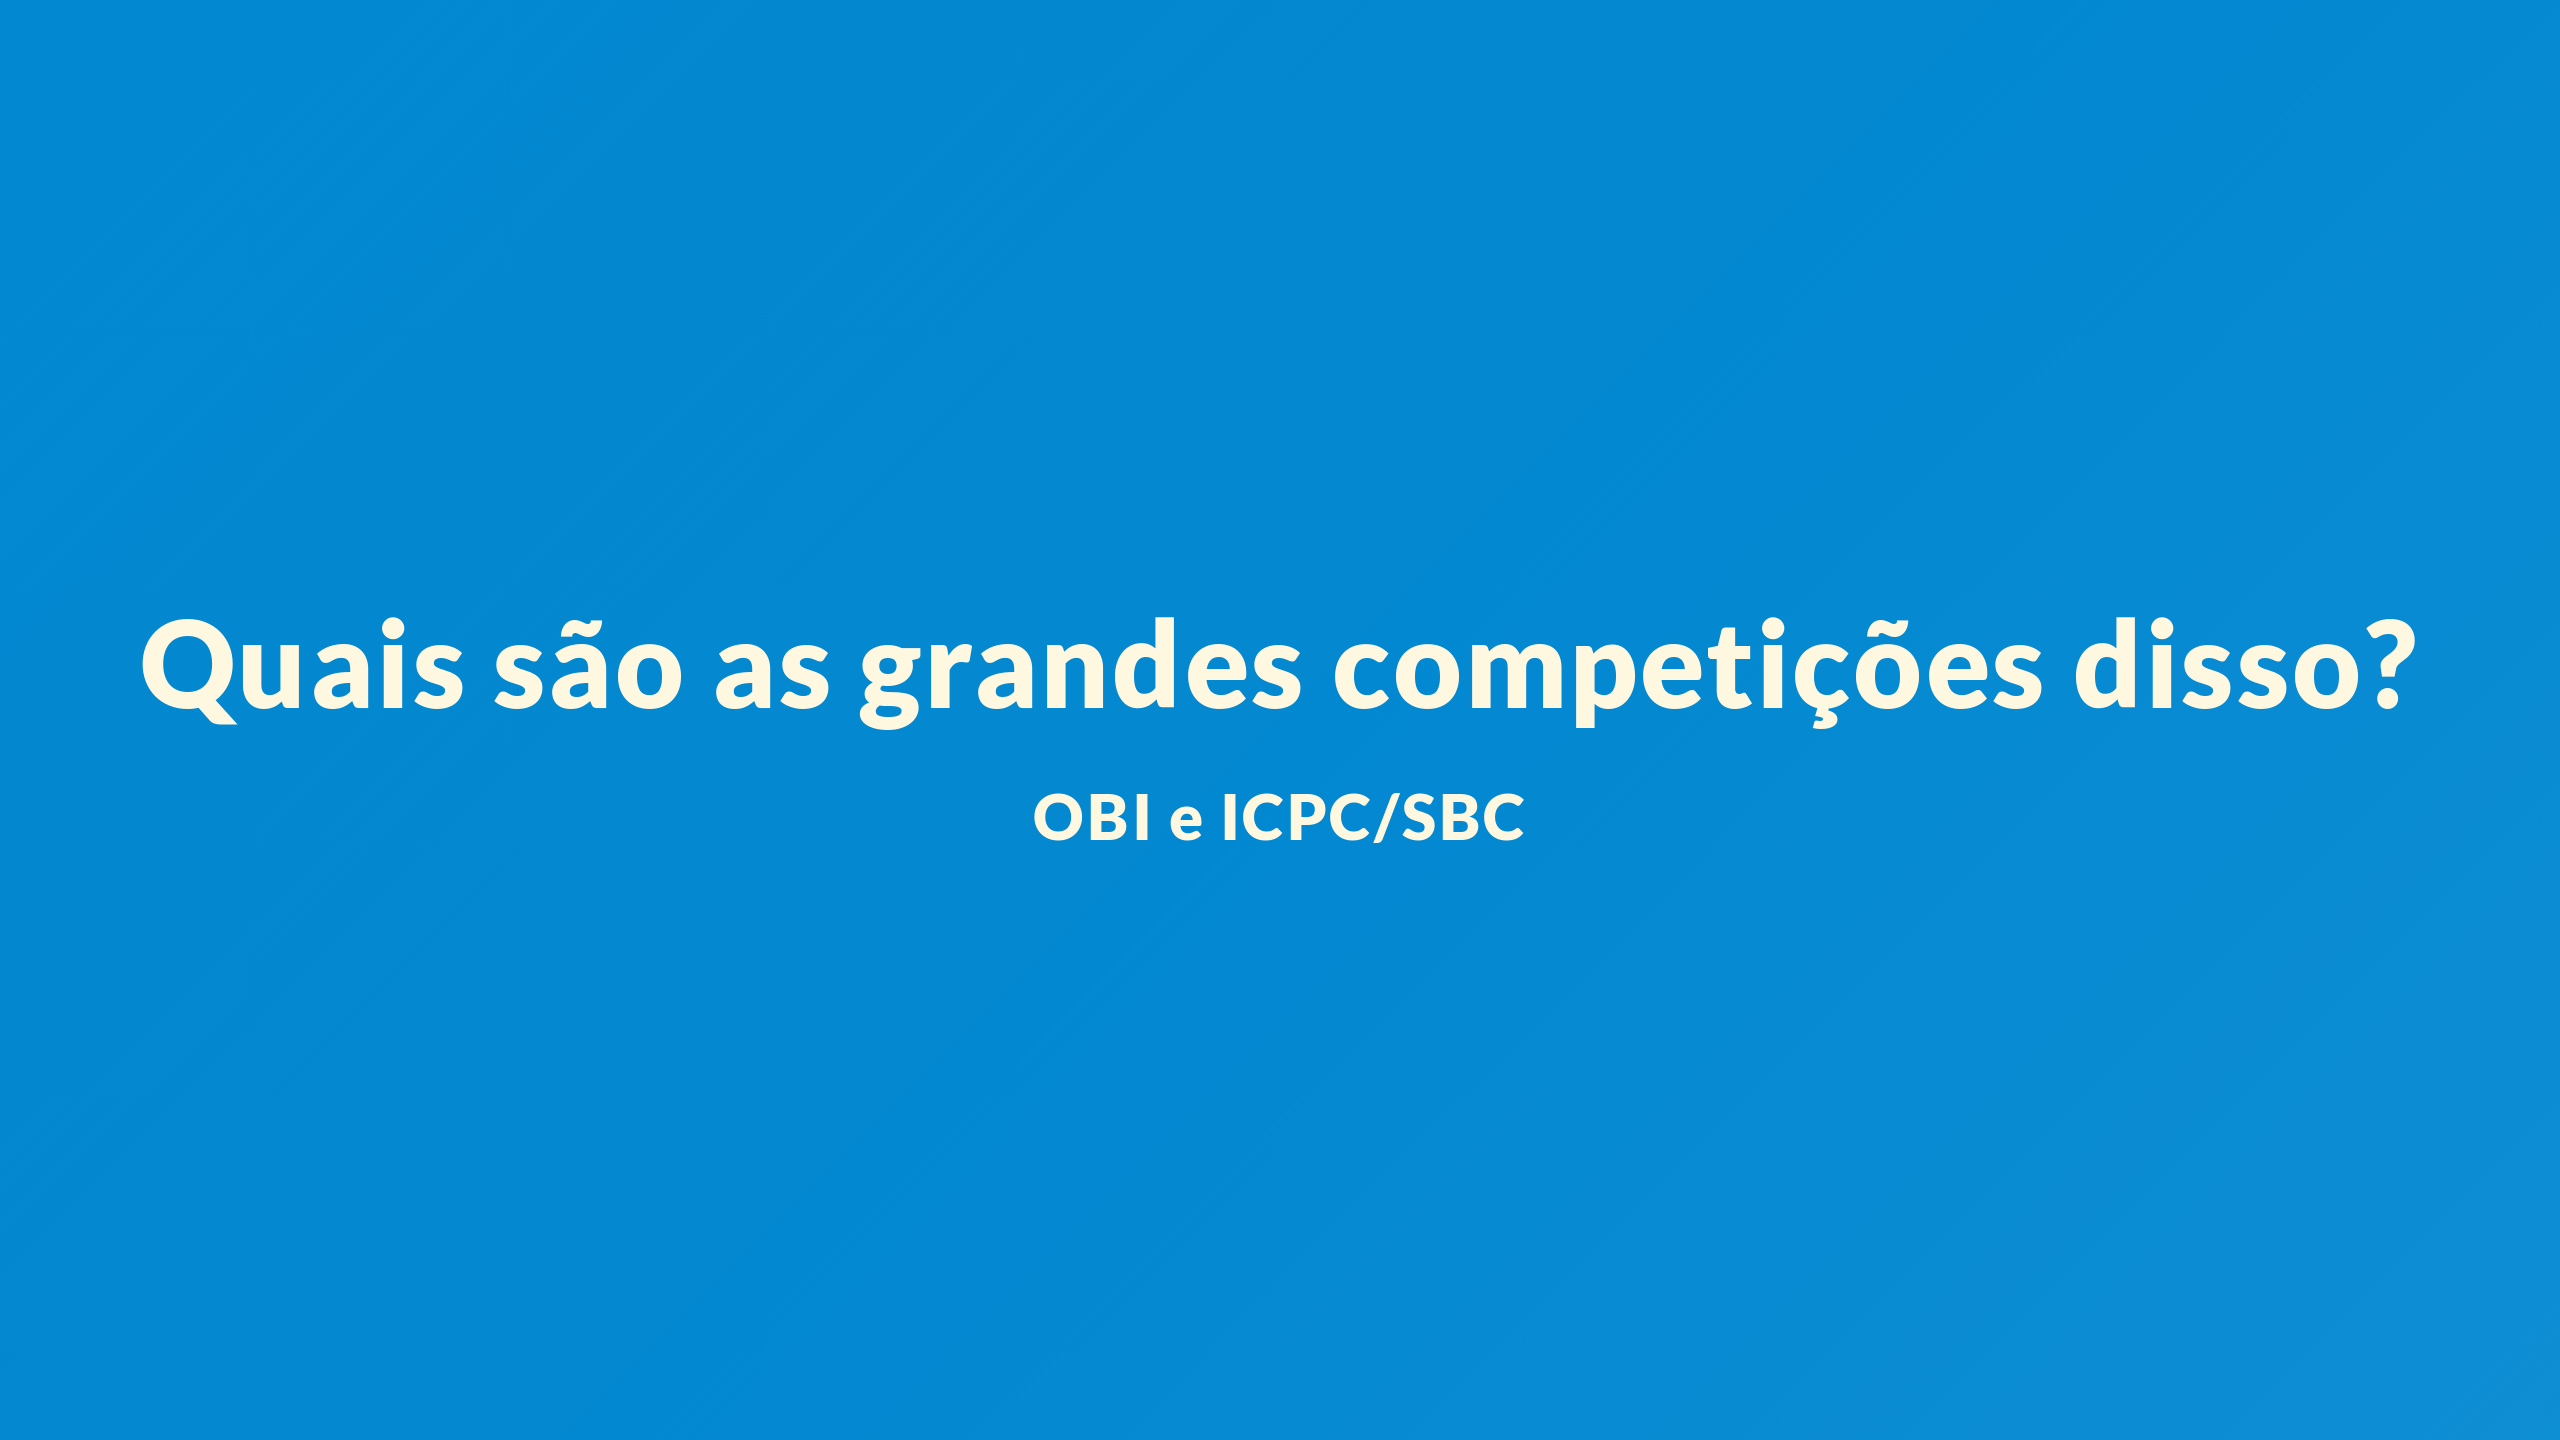 Quais são as grandes competições disso?
OBI e ICPC/SBC